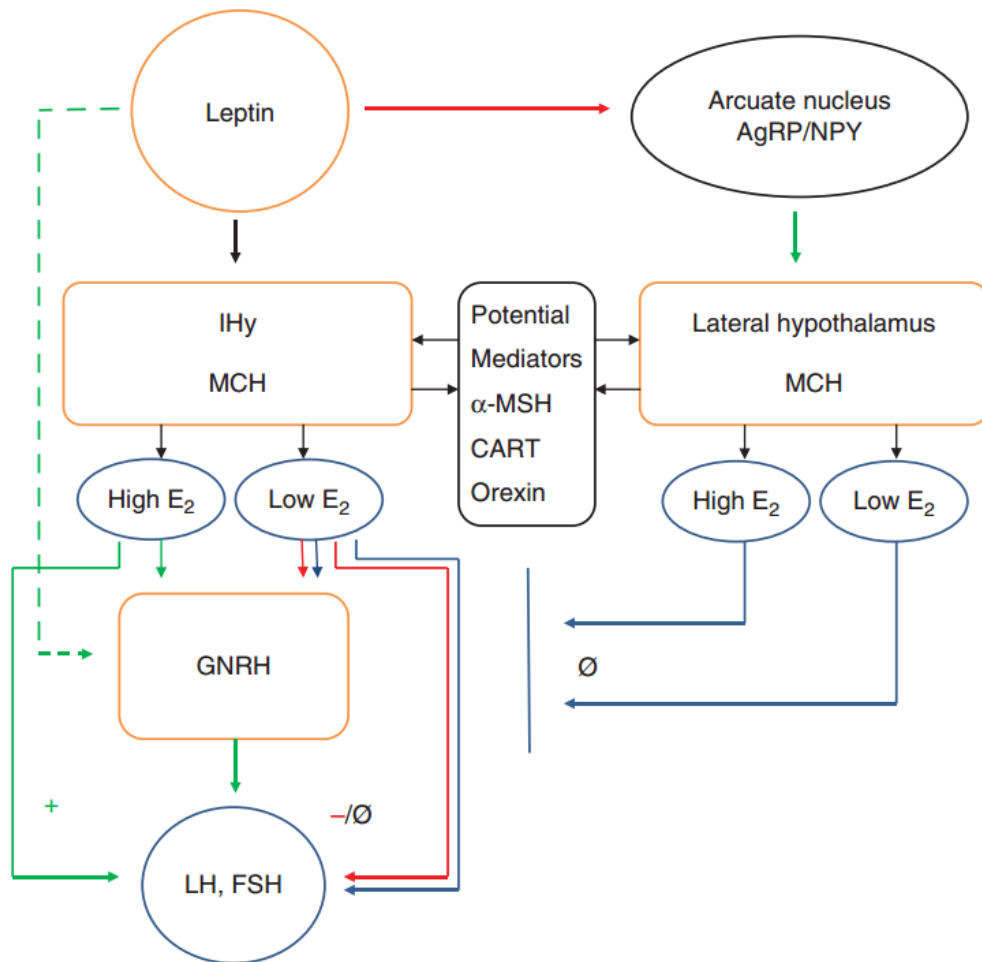 Leptin
Arcuate nucleus
AgRP/NPY
IHy
MCH
Potential
Mediators
α-MSH
CART
Orexin
Lateral hypothalamus
MCH
High E₂
Low E₂
High E₂
Low E₂
GNRH
Ø
+
–/Ø
LH, FSH